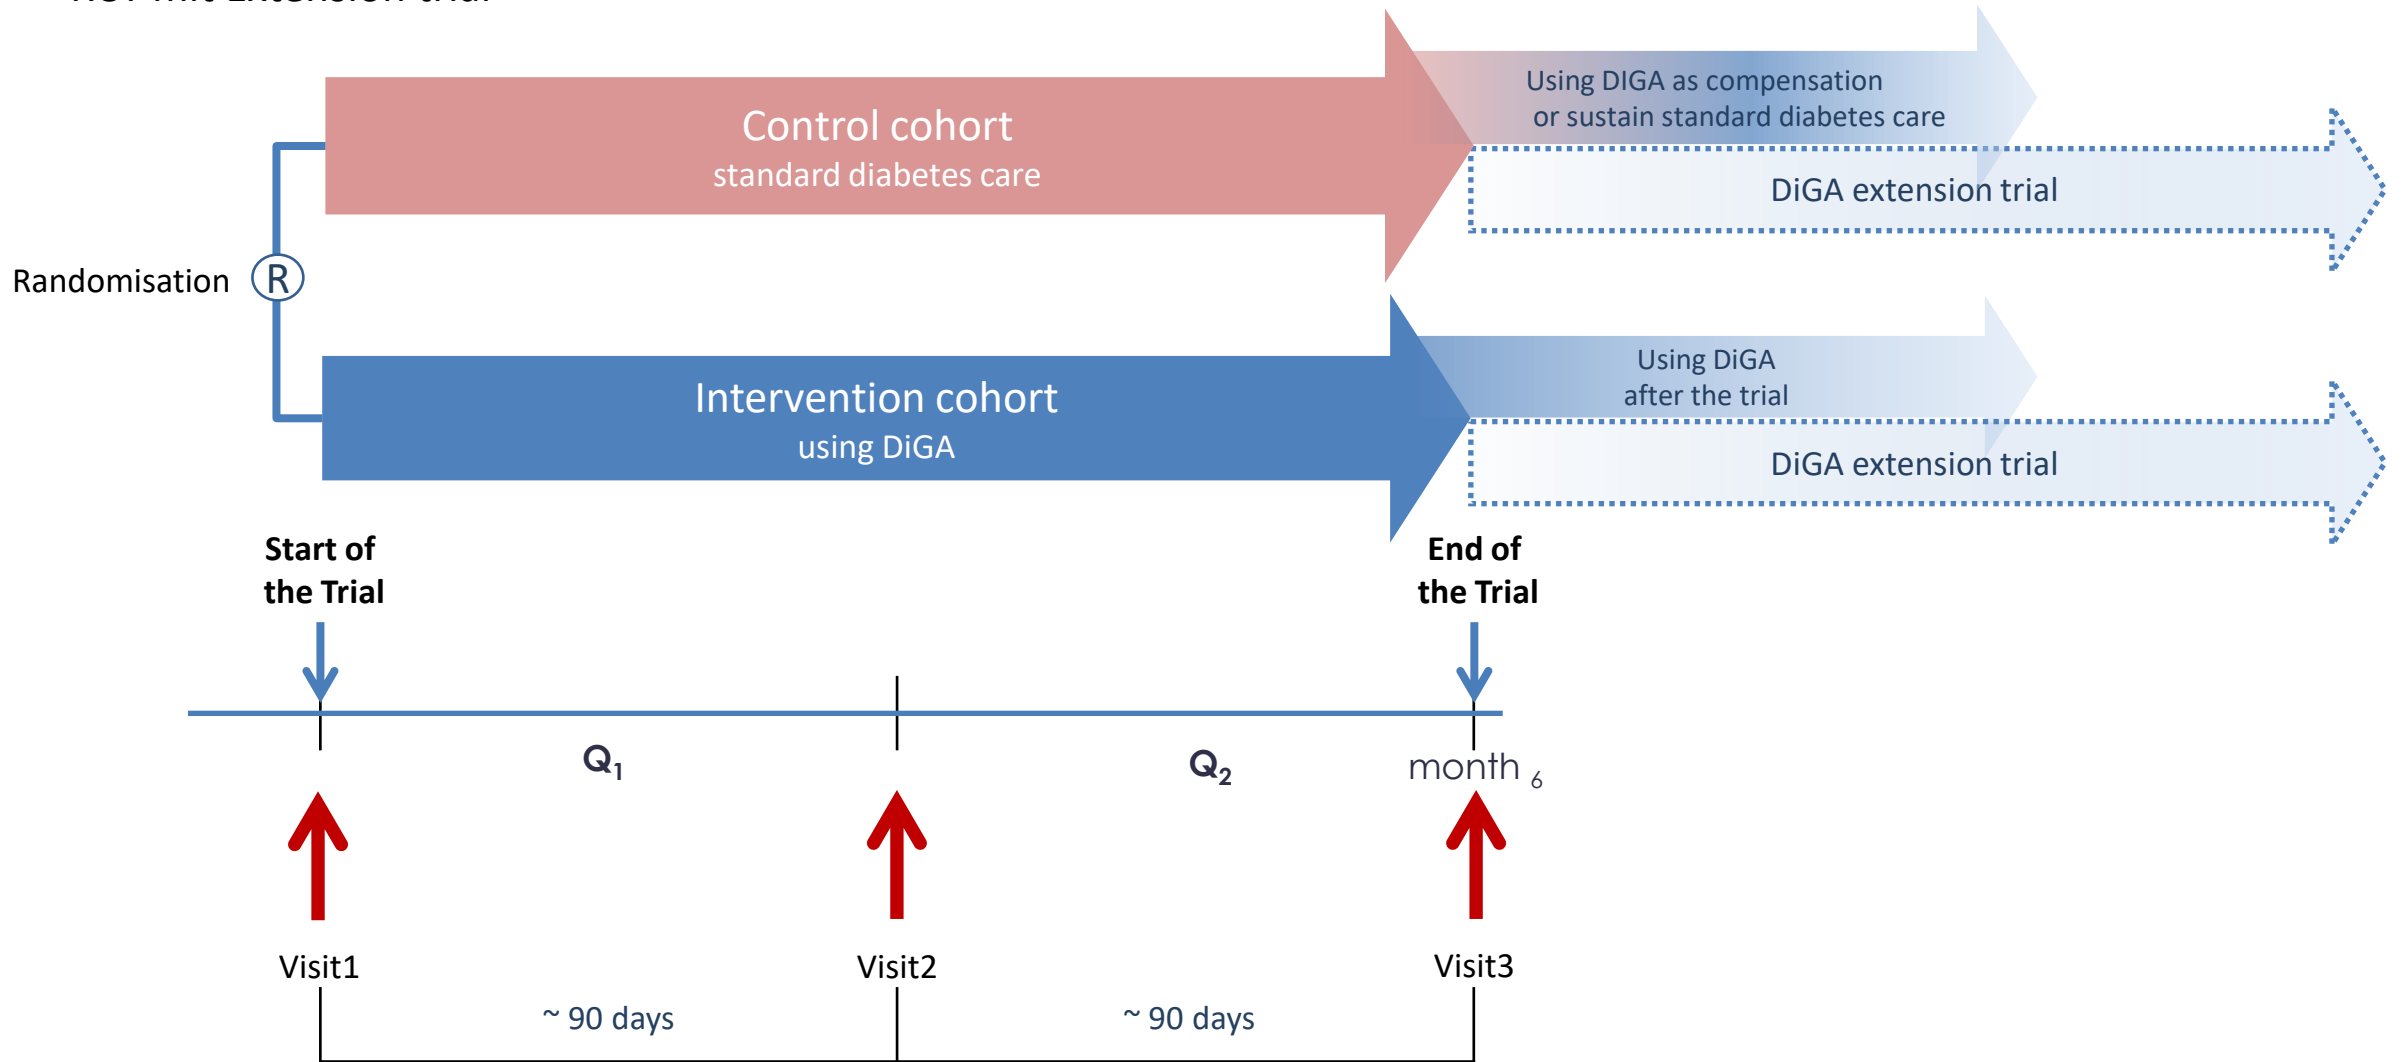 Control cohort
standard diabetes care
Using DIGA as compensation
or sustain standard diabetes care
DiGA extension trial
Randomisation R
Intervention cohort
using DiGA
Using DiGA
after the trial
DiGA extension trial
Start of
the Trial
End of
the Trial
Q1
Q2
month 6
Visit1
Visit2
Visit3
~ 90 days
~ 90 days